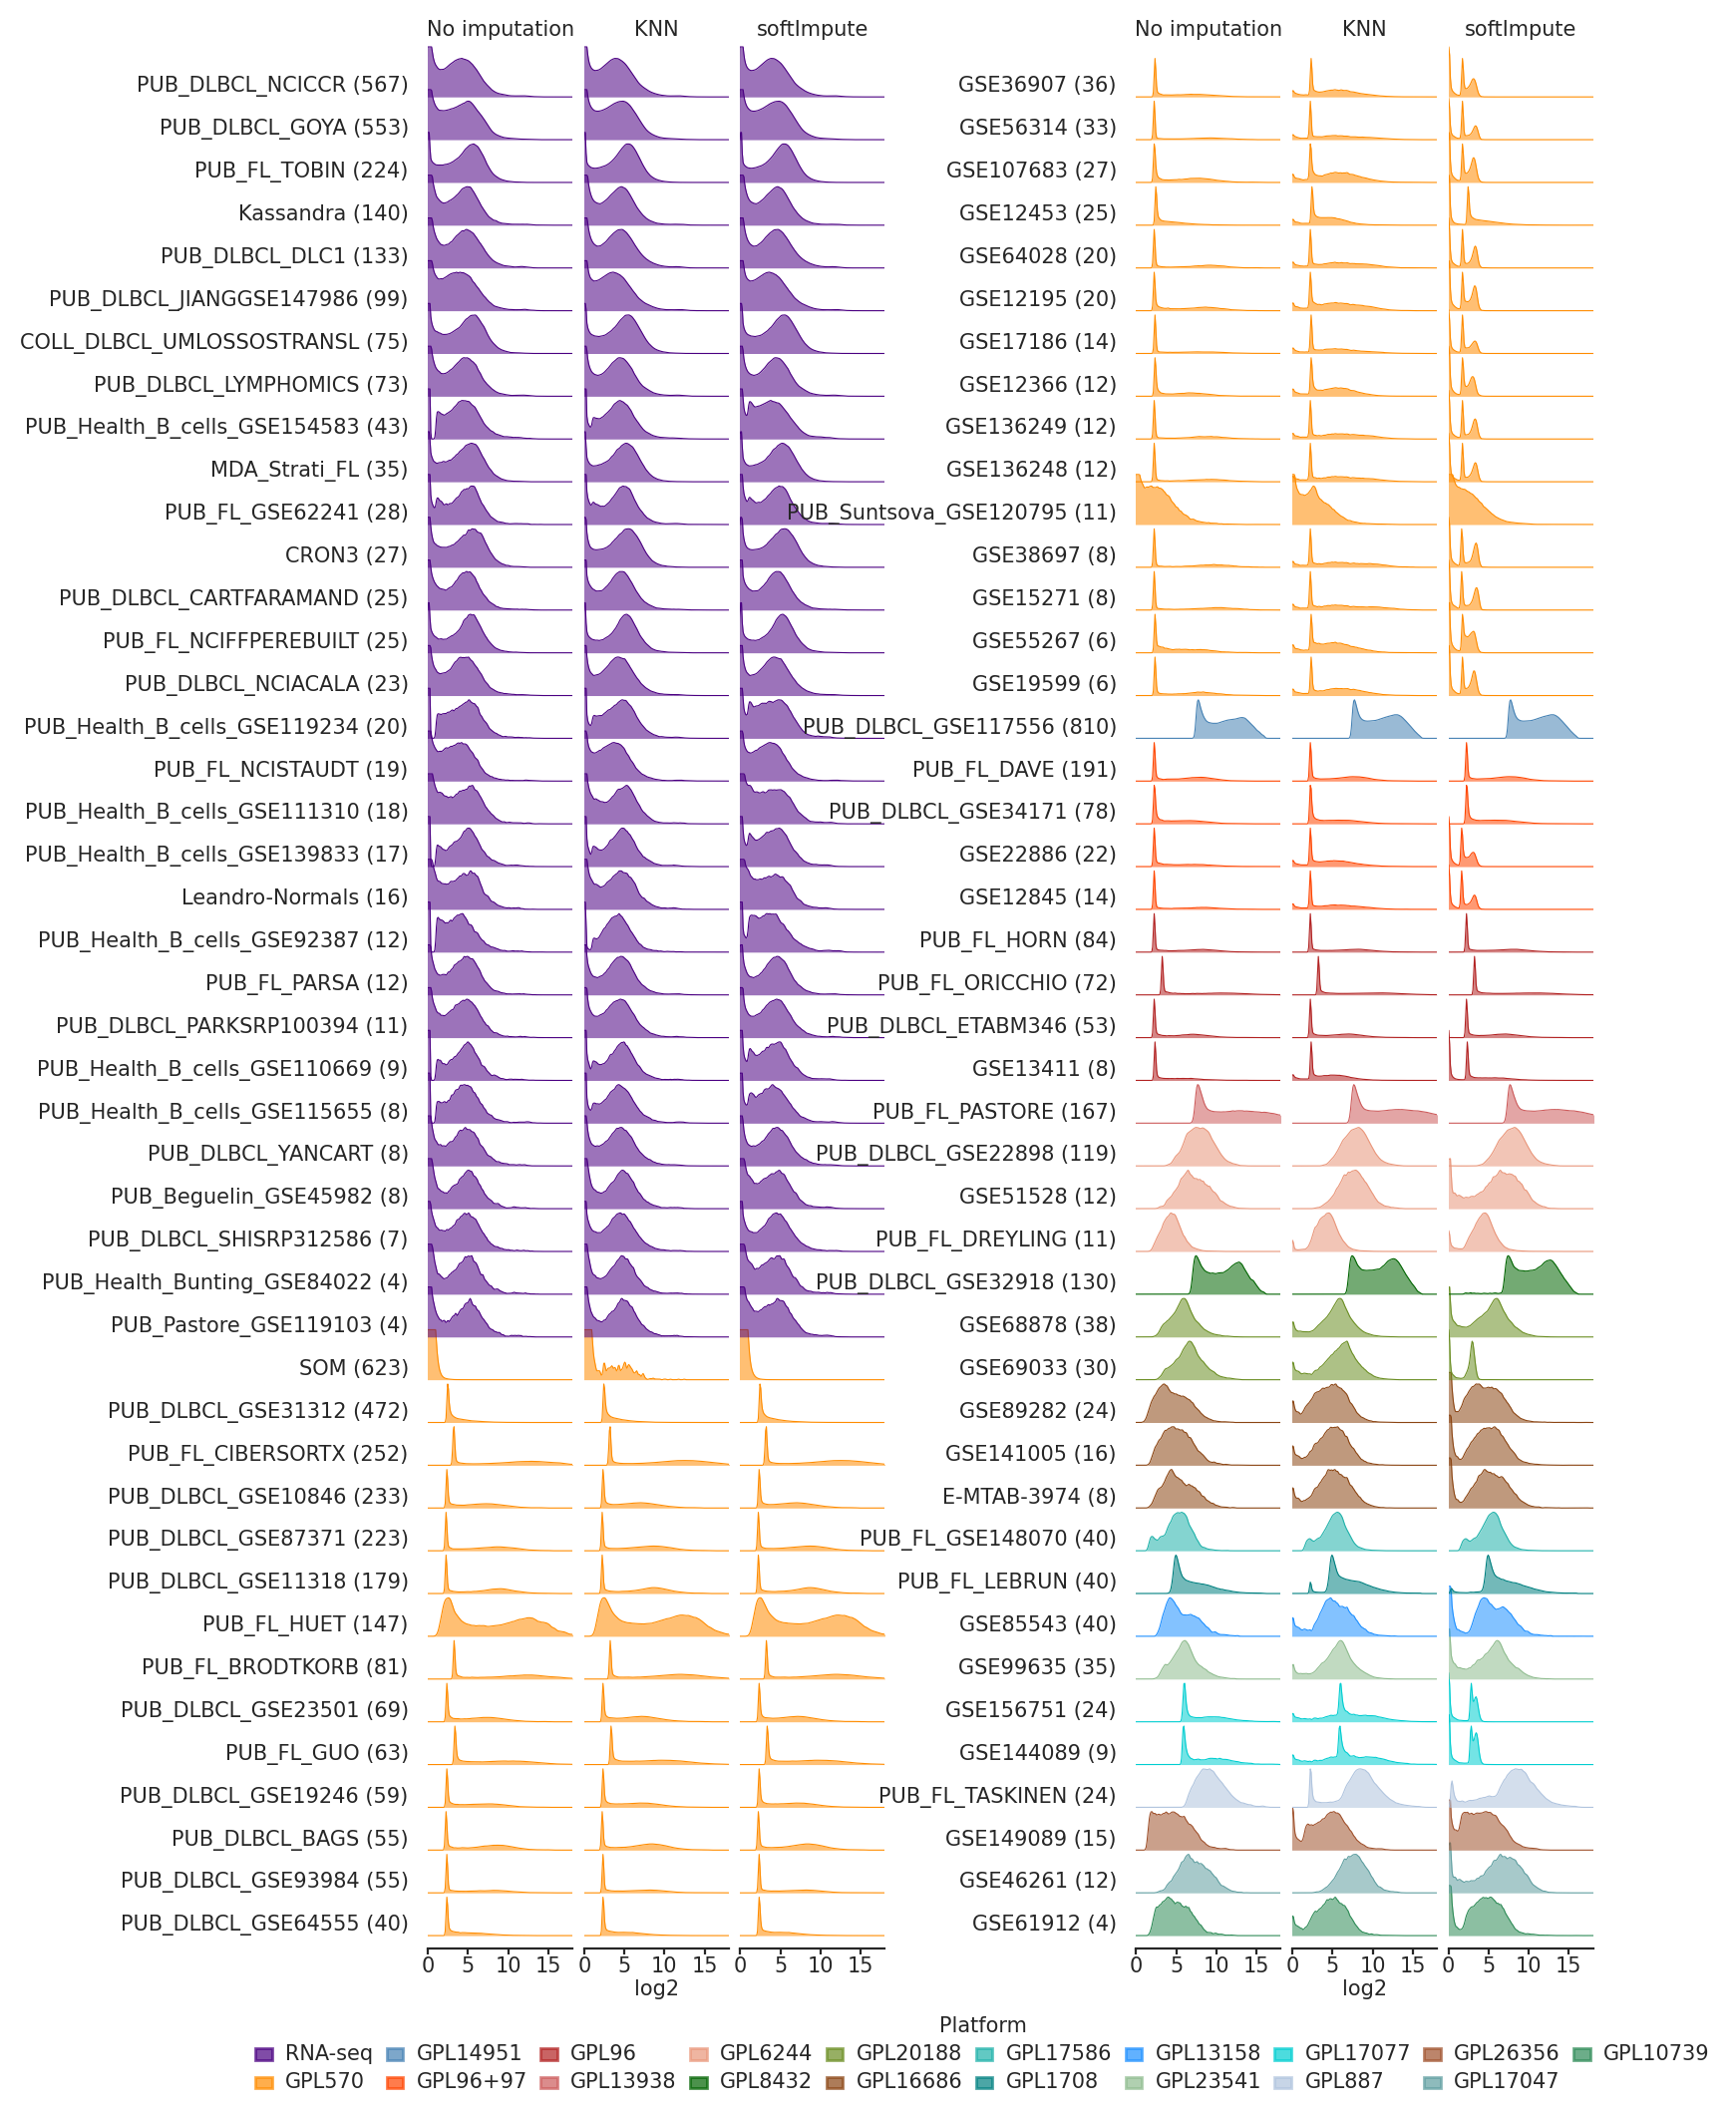 No imputation KNN softImpute No imputation KNN softImpute
PUB_DLBCL_NCICCR (567) GSE36907 (36)
PUB_DLBCL_GOYA (553) GSE56314 (33)
PUB_FL_TOBIN (224) GSE107683 (27)
Kassandra (140) GSE12453 (25)
PUB_DLBCL_DLC1 (133) GSE64028 (20)
PUB_DLBCL_JIANGGSE147986 (99) GSE12195 (20)
COLL_DLBCL_UMLOSSOSTRANSL (75) GSE17186 (14)
PUB_DLBCL_LYMPHOMICS (73) GSE12366 (12)
PUB_Health_B_cells_GSE154583 (43) GSE136249 (12)
MDA_Strati_FL (35) GSE136248 (12)
PUB_FL_GSE62241 (28) PUB_Suntsova_GSE120795 (11)
CRON3 (27) GSE38697 (8)
PUB_DLBCL_CARTFARAMAND (25) GSE15271 (8)
PUB_FL_NCIFFPEREBUILT (25) GSE55267 (6)
PUB_DLBCL_NCIACALA (23) GSE19599 (6)
PUB_Health_B_cells_GSE119234 (20) PUB_DLBCL_GSE117556 (810)
PUB_FL_NCISTAUDT (19) PUB_FL_DAVE (191)
PUB_Health_B_cells_GSE111310 (18) PUB_DLBCL_GSE34171 (78)
PUB_Health_B_cells_GSE139833 (17) GSE22886 (22)
Leandro-Normals (16) GSE12845 (14)
PUB_Health_B_cells_GSE92387 (12) PUB_FL_HORN (84)
PUB_FL_PARSA (12) PUB_FL_ORICCHIO (72)
PUB_DLBCL_PARKSRP100394 (11) PUB_DLBCL_ETABM346 (53)
PUB_Health_B_cells_GSE110669 (9) GSE13411 (8)
PUB_Health_B_cells_GSE115655 (8) PUB_FL_PASTORE (167)
PUB_DLBCL_YANCART (8) PUB_DLBCL_GSE22898 (119)
PUB_Beguelin_GSE45982 (8) GSE51528 (12)
PUB_DLBCL_SHISRP312586 (7) PUB_FL_DREYLING (11)
PUB_Health_Bunting_GSE84022 (4) PUB_DLBCL_GSE32918 (130)
PUB_Pastore_GSE119103 (4) GSE68878 (38)
SOM (623) GSE69033 (30)
PUB_DLBCL_GSE31312 (472) GSE89282 (24)
PUB_FL_CIBERSORTX (252) GSE141005 (16)
PUB_DLBCL_GSE10846 (233) E-MTAB-3974 (8)
PUB_DLBCL_GSE87371 (223) PUB_FL_GSE148070 (40)
PUB_DLBCL_GSE11318 (179) PUB_FL_LEBRUN (40)
PUB_FL_HUET (147) GSE85543 (40)
PUB_FL_BRODTKORB (81) GSE99635 (35)
PUB_DLBCL_GSE23501 (69) GSE156751 (24)
PUB_FL_GUO (63) GSE144089 (9)
PUB_DLBCL_GSE19246 (59) PUB_FL_TASKINEN (24)
PUB_DLBCL_BAGS (55) GSE149089 (15)
PUB_DLBCL_GSE93984 (55) GSE46261 (12)
PUB_DLBCL_GSE64555 (40) GSE61912 (4)
0 5 10 15 0 5 10 15 0 5 10 15 0 5 10 15 0 5 10 15 0 5 10 15
log2 log2
Platform
RNA-seq GPL14951 GPL96 GPL6244 GPL20188 GPL17586 GPL13158 GPL17077 GPL26356 GPL10739
GPL570 GPL96+97 GPL13938 GPL8432 GPL16686 GPL1708 GPL23541 GPL887 GPL17047